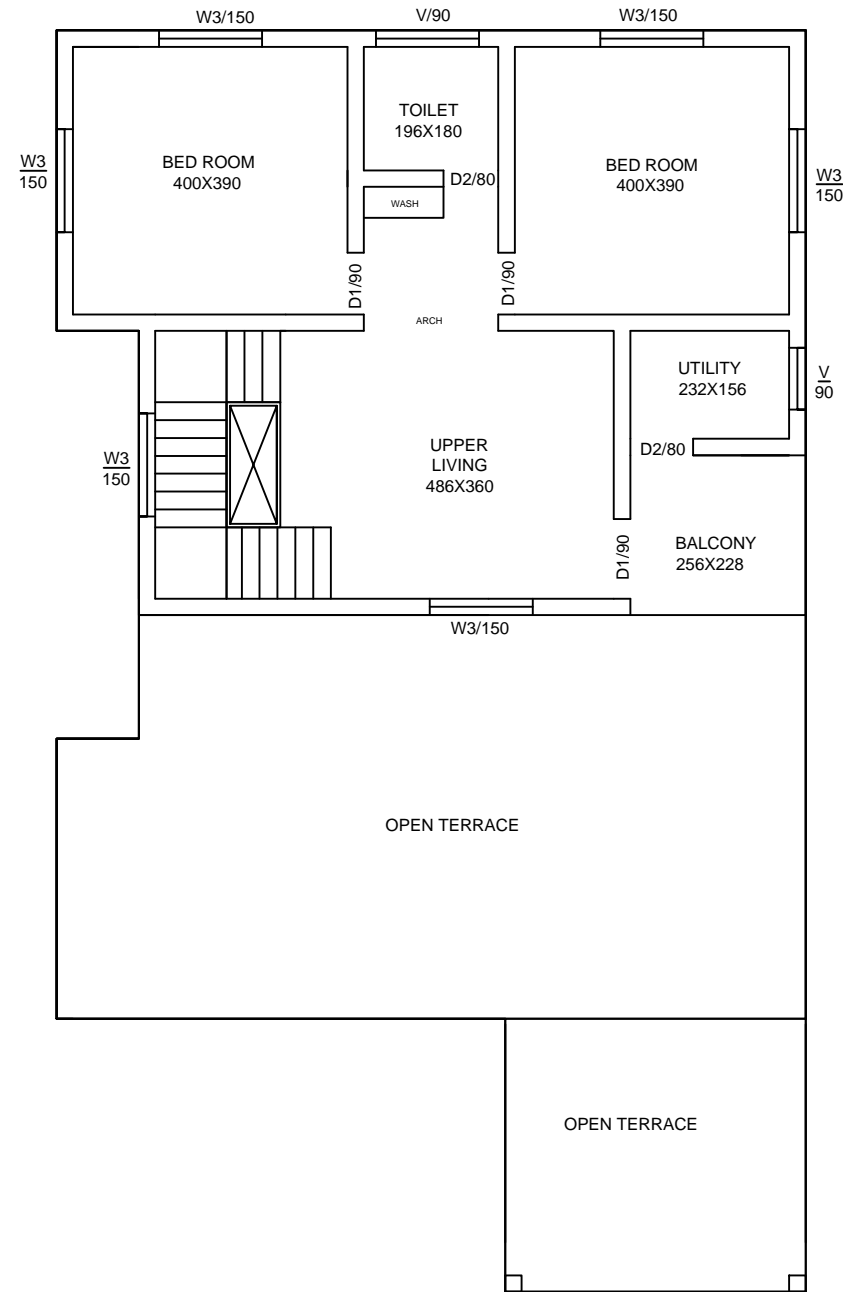 W3/150
V/90
W3/150
TOILET
196X180
BED ROOM
400X390
BED ROOM
400X390
W3
150
W3
150
D2/80
WASH
D1/90
D1/90
ARCH
UTILITY
232X156
V
90
UPPER
LIVING
486X360
D2/80
W3
150
D1/90
BALCONY
256X228
W3/150
OPEN TERRACE
OPEN TERRACE